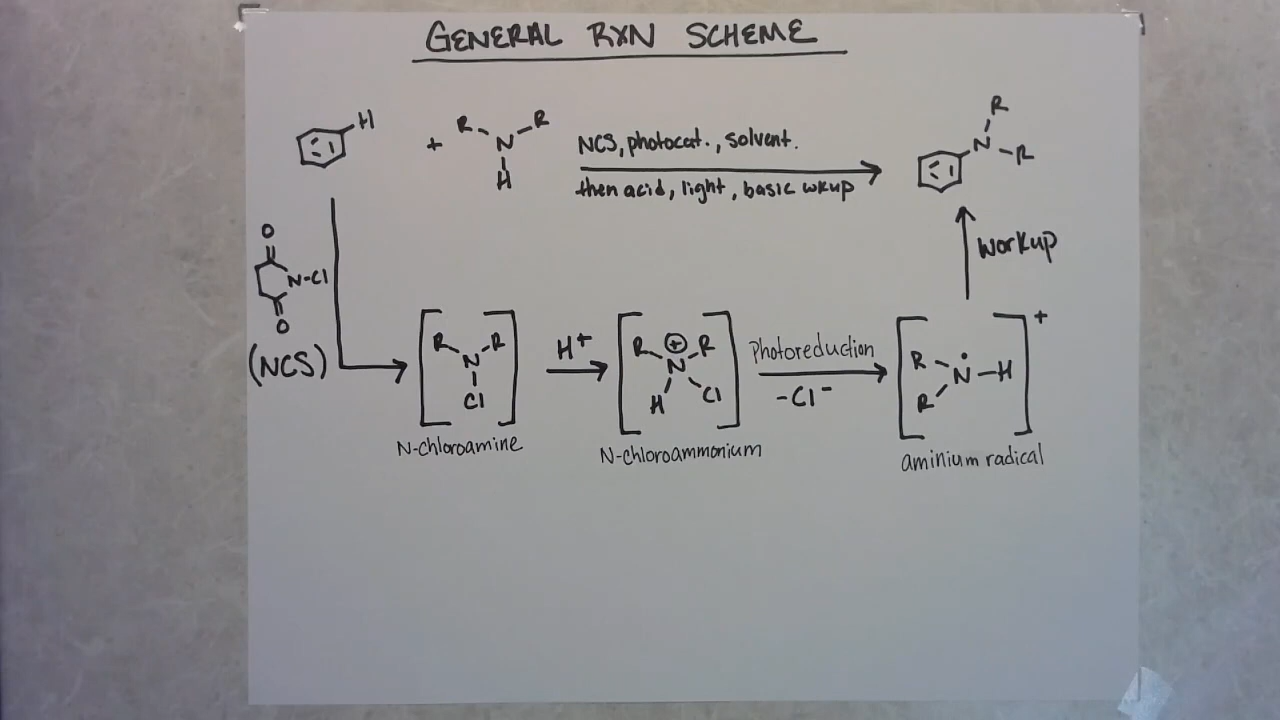 GENERAL RXN SCHEME
H
+
R
N
R
H
NCS, photocat., solvent.
then acid, light, basic wkup
R
N
R
O
N-Cl
O
(NCS)
workup
R
N
R
Cl
N-chloroamine
H+
R
+
R
N
H
Cl
N-chloroammonium
Photoreduction
-Cl-
R
N-H
R
+
aminium radical